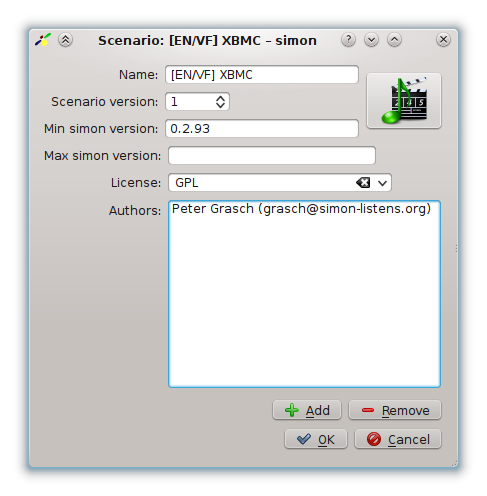 Scenario: [EN/VF] XBMC – simon
Name: [EN/VF] XBMC
Scenario version: 1
Min simon version: 0.2.93
Max simon version:
License: GPL
Authors: Peter Grasch (grasch@simon-listens.org)
Add Remove
OK Cancel